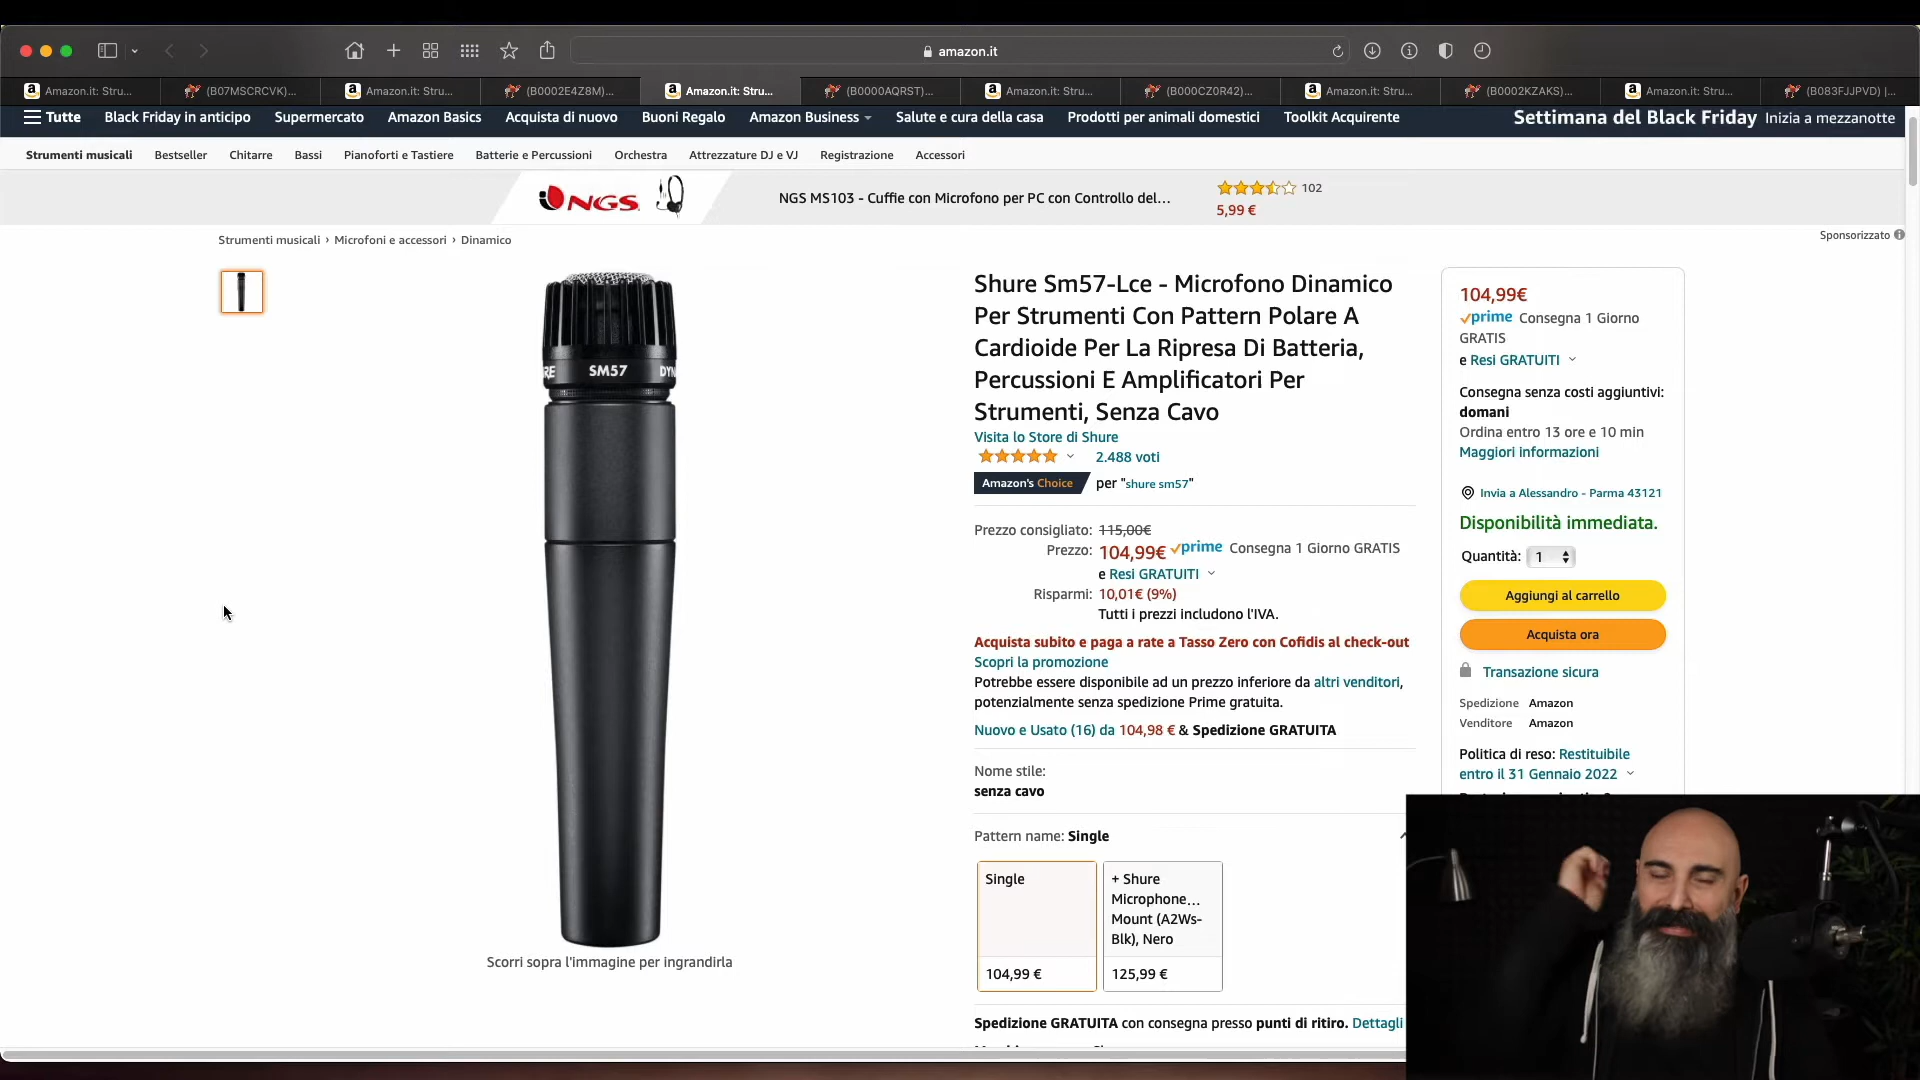 amazon.it
Amazon.it: Stru...
(B07MSCRCVK)...
Amazon.it: Stru...
(B0002E4Z8M)...
Amazon.it: Stru...
(B0000AQRST)...
Amazon.it: Stru...
(B000CZ0R42)...
Amazon.it: Stru...
(B0002KZAKS)...
Amazon.it: Stru...
(B083FJJPVD) |...
Tutte
Black Friday in anticipo
Supermercato
Amazon Basics
Acquista di nuovo
Buoni Regalo
Amazon Business
Salute e cura della casa
Prodotti per animali domestici
Toolkit Acquirente
Settimana del Black Friday Inizia a mezzanotte
Strumenti musicali
Bestseller
Chitarre
Bassi
Pianoforti e Tastiere
Batterie e Percussioni
Orchestra
Attrezzature DJ e VJ
Registrazione
Accessori
NGS
NGS MS103 - Cuffie con Microfono per PC con Controllo del...
102
5,99 €
Sponsorizzato
Strumenti musicali › Microfoni e accessori › Dinamico
SM57
Scorri sopra l'immagine per ingrandirla
Shure Sm57-Lce - Microfono Dinamico
Per Strumenti Con Pattern Polare A
Cardioide Per La Ripresa Di Batteria,
Percussioni E Amplificatori Per
Strumenti, Senza Cavo
Visita lo Store di Shure
2.488 voti
Amazon's Choice per "shure sm57"
Prezzo consigliato: 115,00€
Prezzo: 104,99€ prime Consegna 1 Giorno GRATIS
e Resi GRATUITI
Risparmi: 10,01€ (9%)
Tutti i prezzi includono l'IVA.
Acquista subito e paga a rate a Tasso Zero con Cofidis al check-out
Scopri la promozione
Potrebbe essere disponibile ad un prezzo inferiore da altri venditori,
potenzialmente senza spedizione Prime gratuita.
Nuovo e Usato (16) da 104,98 € & Spedizione GRATUITA
Nome stile:
senza cavo
Pattern name: Single
Single
104,99 €
+ Shure
Microphone...
Mount (A2Ws-
Blk), Nero
125,99 €
Spedizione GRATUITA con consegna presso punti di ritiro. Dettagli
104,99€
prime Consegna 1 Giorno
GRATIS
e Resi GRATUITI
Consegna senza costi aggiuntivi:
domani
Ordina entro 13 ore e 10 min
Maggiori informazioni
Invia a Alessandro - Parma 43121
Disponibilità immediata.
Quantità: 1
Aggiungi al carrello
Acquista ora
Transazione sicura
Spedizione Amazon
Venditore Amazon
Politica di reso: Restituibile
entro il 31 Gennaio 2022